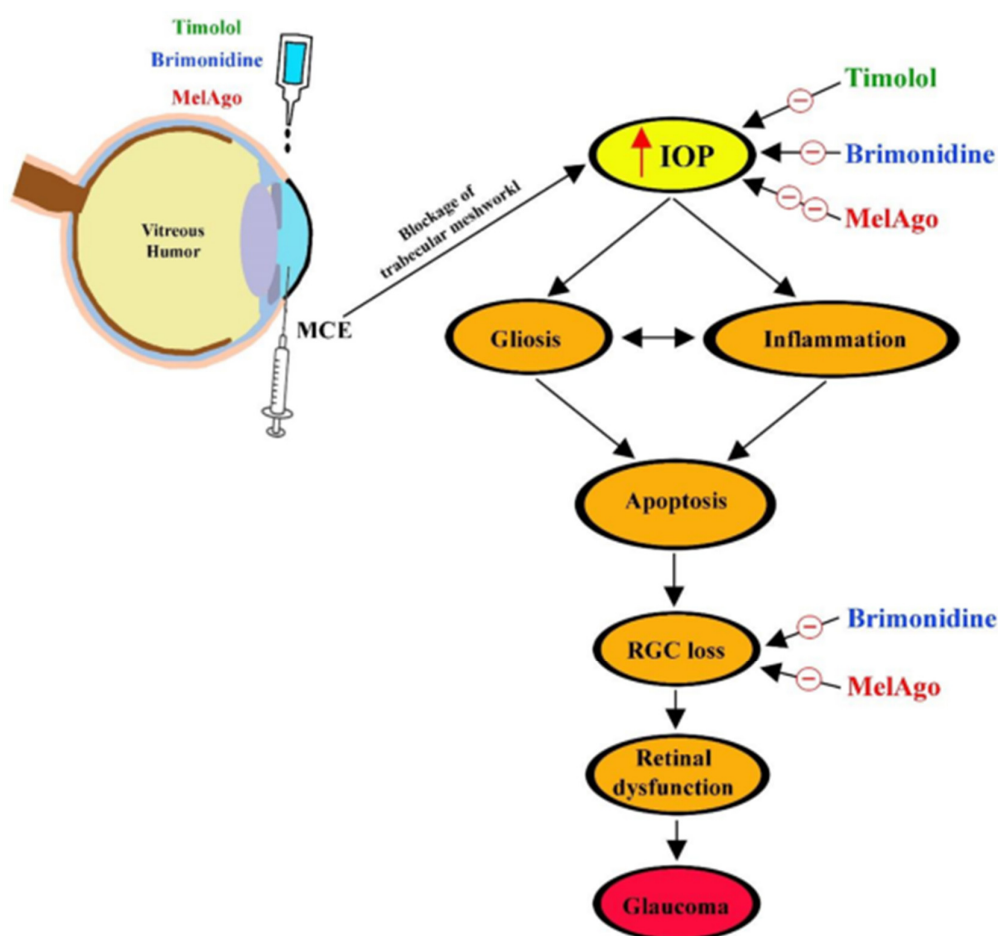 Timolol
Brimonidine
MelAgo
Vitreous
Humor
MCE
Blockage of
trabecular meshworkl
IOP
Timolol
Brimonidine
MelAgo
Gliosis
Inflammation
Apoptosis
RGC loss
Brimonidine
MelAgo
Retinal
dysfunction
Glaucoma